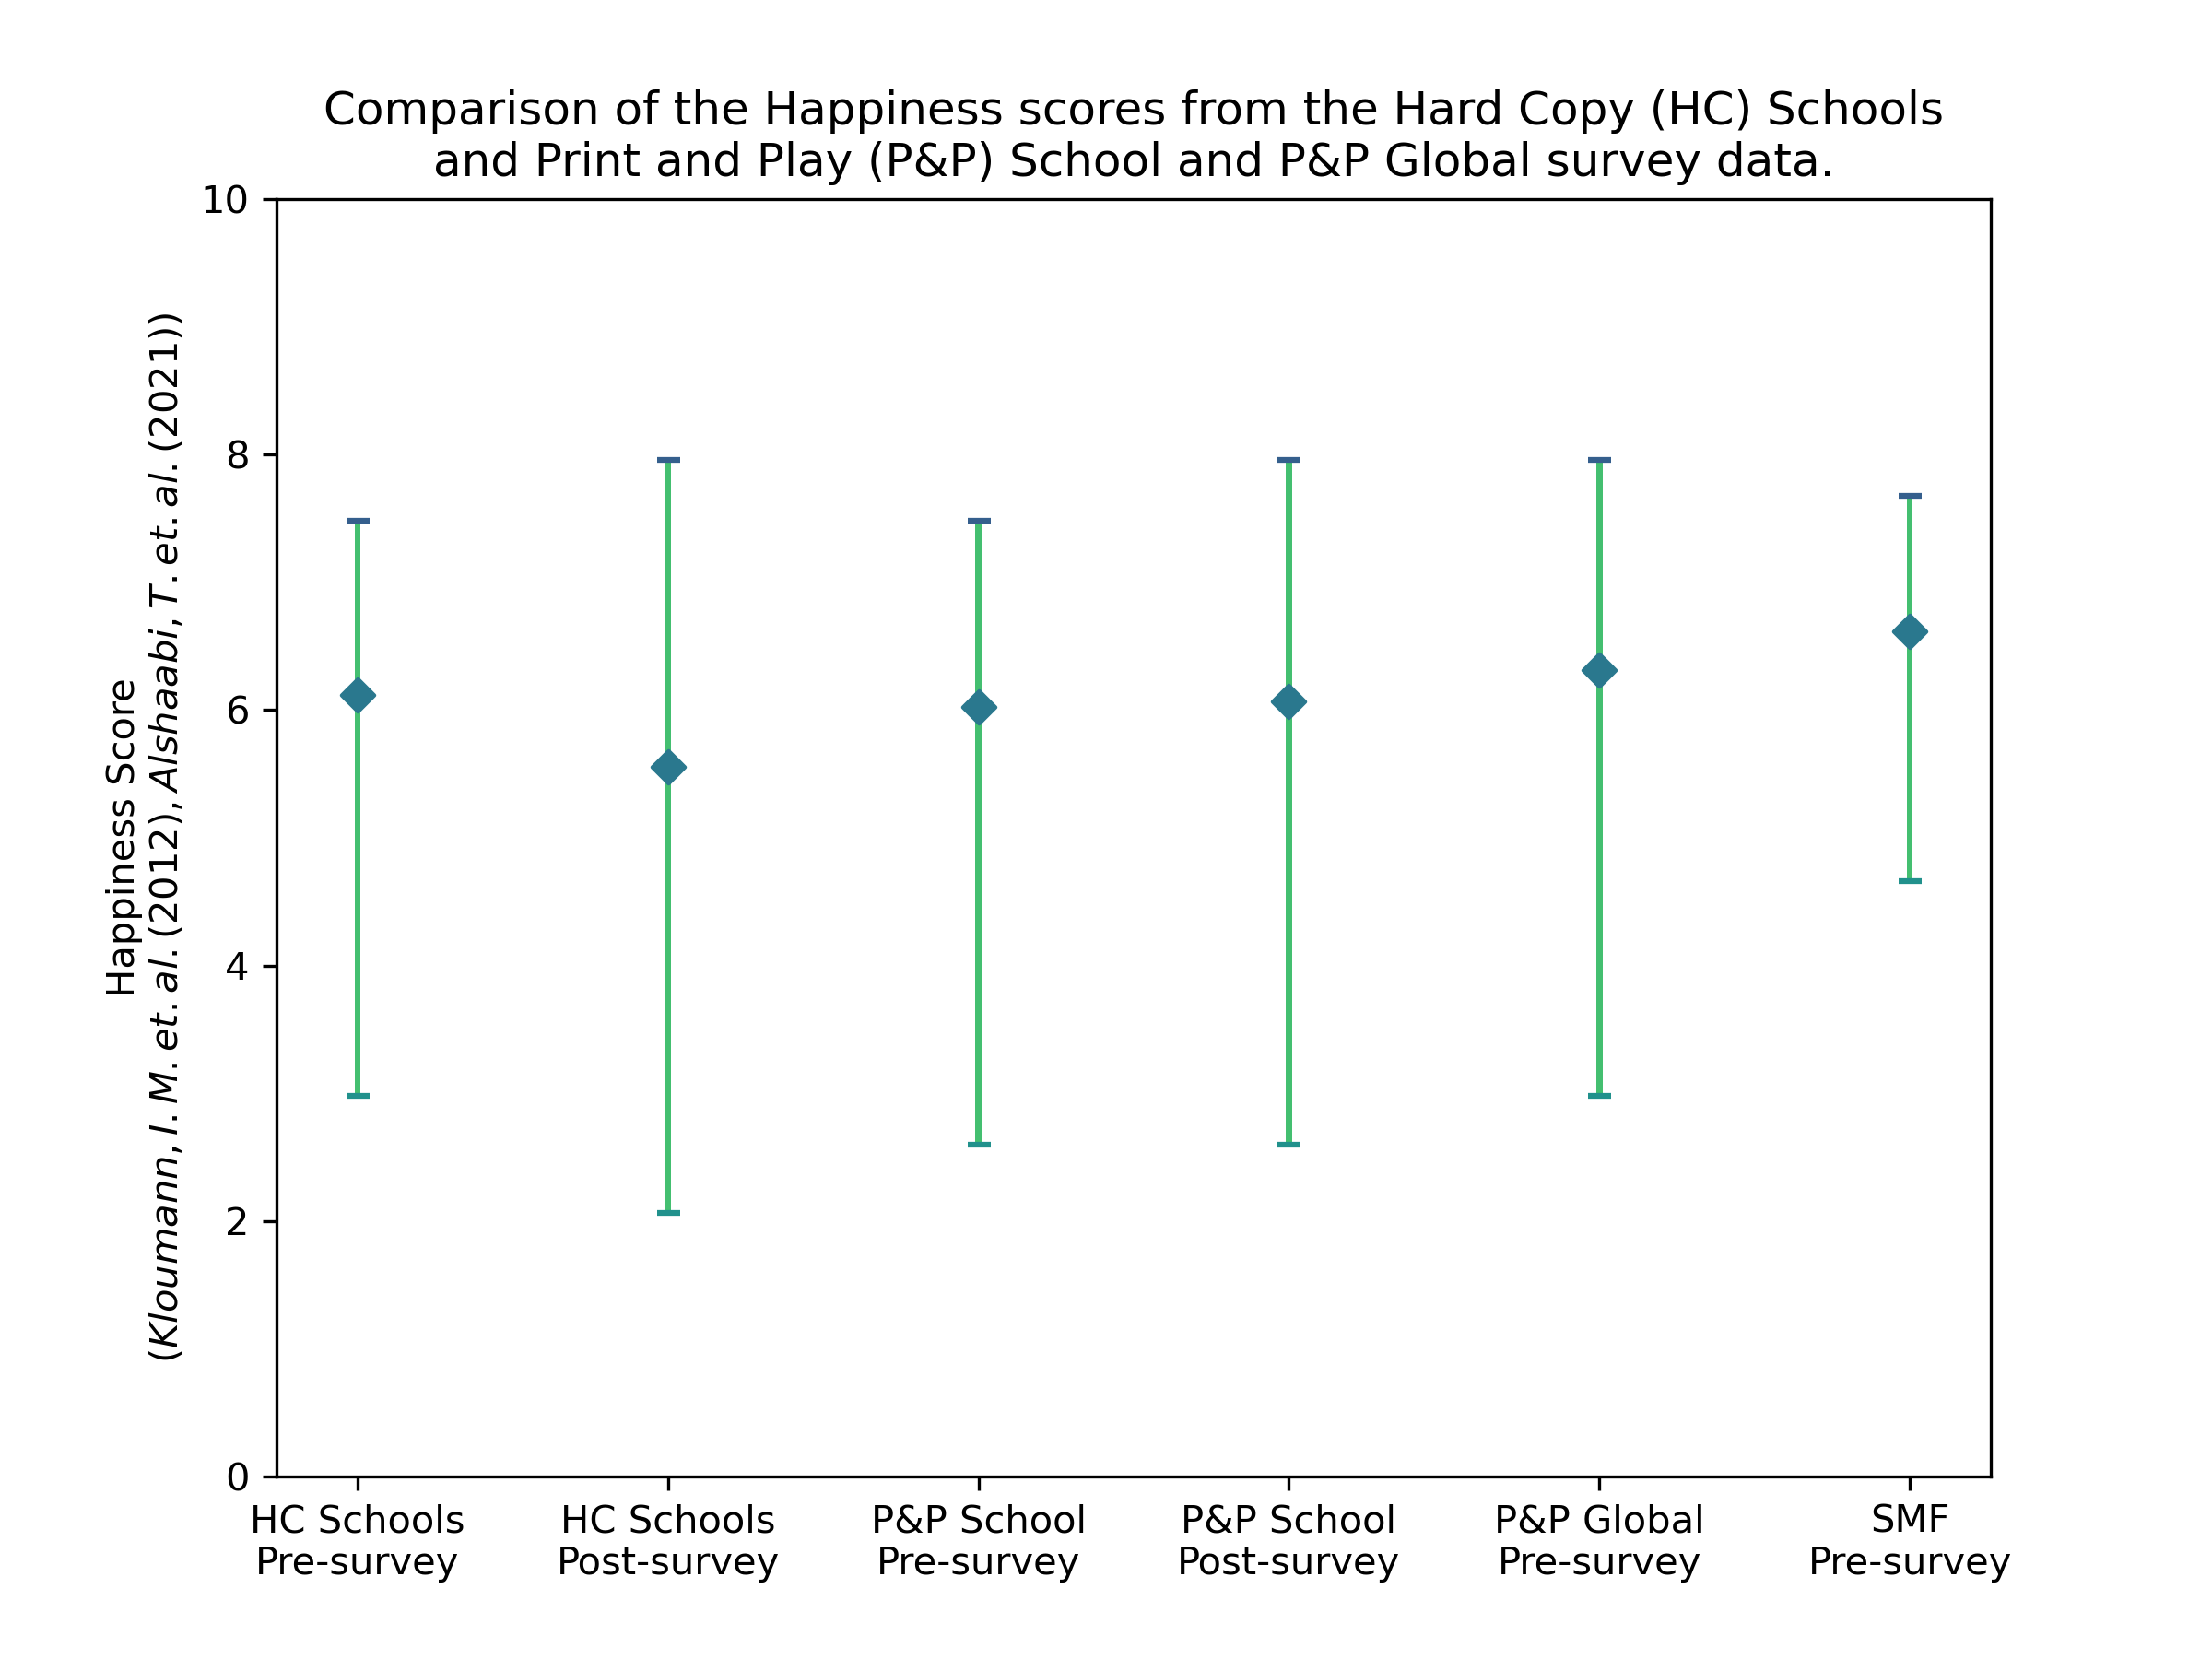 Comparison of the Happiness scores from the Hard Copy (HC) Schools
and Print and Play (P&P) School and P&P Global survey data.
Happiness Score
(Kloumann, I. M. et. al. (2012), Alshaabi, T. et. al. (2021))
10
8
6
4
2
0
HC Schools
Pre-survey
HC Schools
Post-survey
P&P School
Pre-survey
P&P School
Post-survey
P&P Global
Pre-survey
SMF
Pre-survey